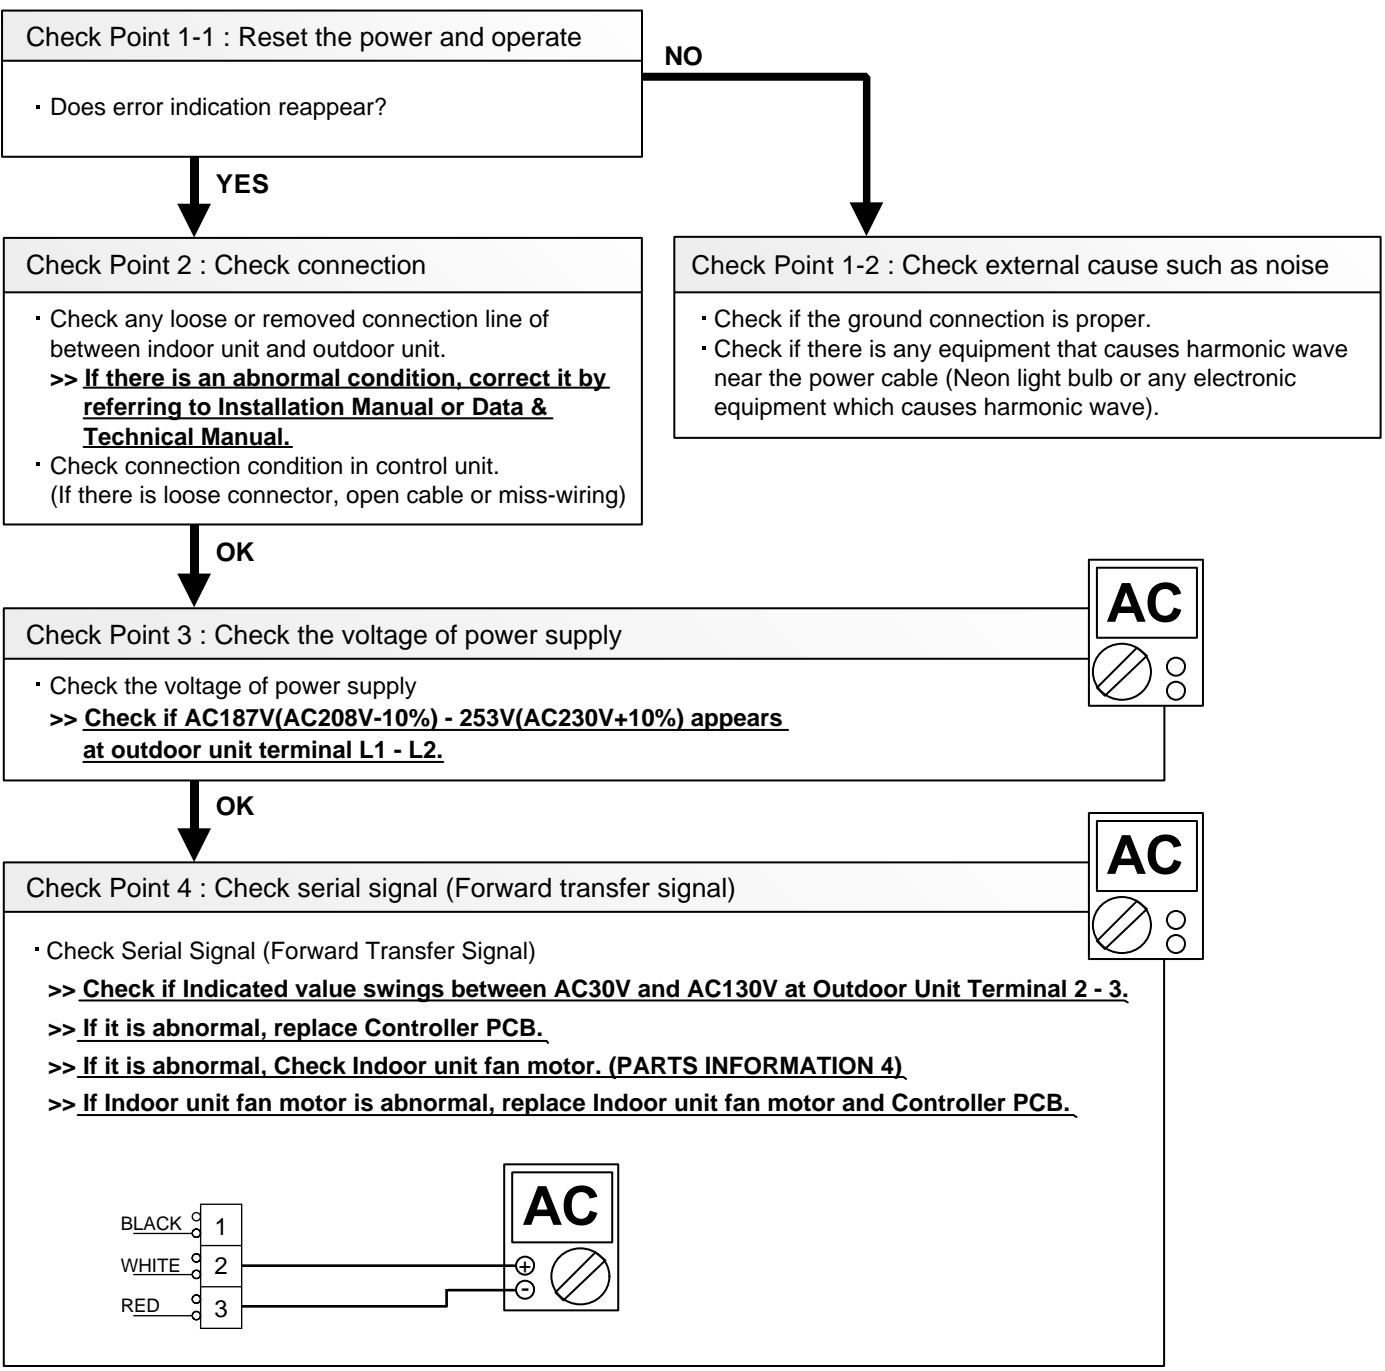 Check Point 1-1 : Reset the power and operate
NO
· Does error indication reappear?
YES
Check Point 2 : Check connection
· Check any loose or removed connection line of
between indoor unit and outdoor unit.
>> If there is an abnormal condition, correct it by
referring to Installation Manual or Data &
Technical Manual.
· Check connection condition in control unit.
(If there is loose connector, open cable or miss-wiring)
Check Point 1-2 : Check external cause such as noise
· Check if the ground connection is proper.
· Check if there is any equipment that causes harmonic wave
near the power cable (Neon light bulb or any electronic
equipment which causes harmonic wave).
OK
AC
Check Point 3 : Check the voltage of power supply
· Check the voltage of power supply
>> Check if AC187V(AC208V-10%) - 253V(AC230V+10%) appears
at outdoor unit terminal L1 - L2.
OK
AC
Check Point 4 : Check serial signal (Forward transfer signal)
· Check Serial Signal (Forward Transfer Signal)
>> Check if Indicated value swings between AC30V and AC130V at Outdoor Unit Terminal 2 - 3.
>> If it is abnormal, replace Controller PCB.
>> If it is abnormal, Check Indoor unit fan motor. (PARTS INFORMATION 4)
>> If Indoor unit fan motor is abnormal, replace Indoor unit fan motor and Controller PCB.
AC
BLACK 1
WHITE 2 +
RED 3 -